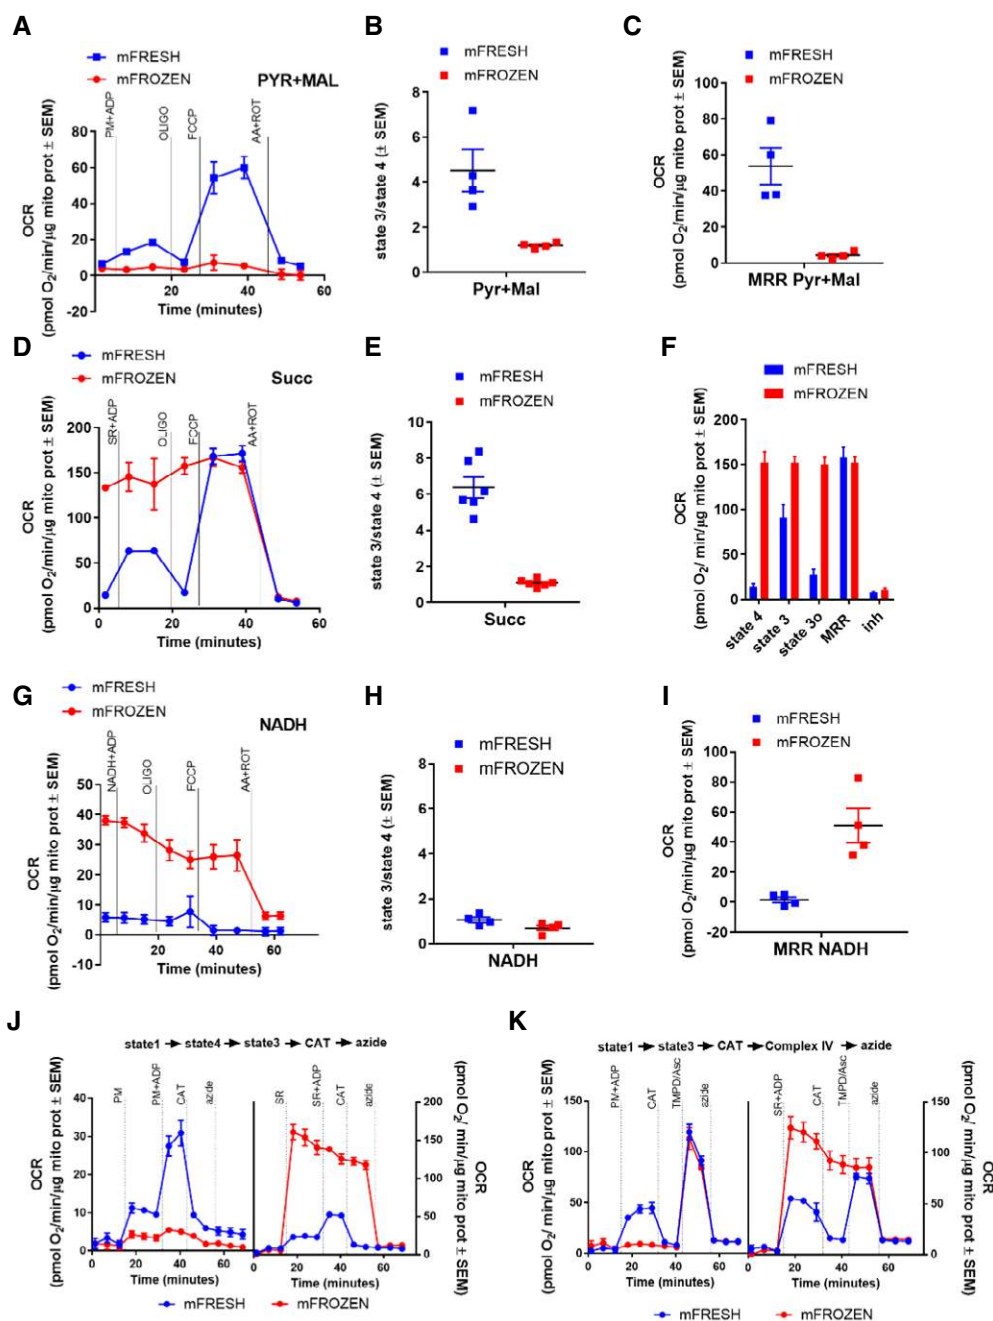 A
mFRESH
mFROZEN
PYR+MAL
PM+ADP
OLIGO
FCCP
AA+ROT
OCR
(pmol O2/min/µg mito prot ± SEM)
80
60
40
20
0
-20
20
40
60
Time (minutes)
B
mFRESH
mFROZEN
state 3/state 4 (± SEM)
8
6
4
2
0
Pyr+Mal
C
mFRESH
mFROZEN
OCR
(pmol O2/min/µg mito prot ± SEM)
100
80
60
40
20
0
MRR Pyr+Mal
D
mFRESH
mFROZEN
Succ
SR+ADP
OLIGO
FCCP
AA+ROT
OCR
(pmol O2/min/µg mito prot ± SEM)
200
150
100
50
0
0
20
40
60
Time (minutes)
E
mFRESH
mFROZEN
state 3/state 4 (± SEM)
10
8
6
4
2
0
Succ
F
mFRESH
mFROZEN
OCR
(pmol O2/ min/µg mito prot ± SEM)
200
150
100
50
0
state 4
state 3
state 3o
MRR
inh
G
mFRESH
mFROZEN
NADH
NADH+ADP
OLIGO
FCCP
AA+ROT
OCR
(pmol O2/min/µg mito prot ± SEM)
50
40
30
20
10
0
-10
20
40
60
Time (minutes)
H
mFRESH
mFROZEN
state 3/state 4 (± SEM)
8
6
4
2
0
NADH
I
mFRESH
mFROZEN
OCR
(pmol O2/min/µg mito prot ± SEM)
100
80
60
40
20
0
-20
MRR NADH
J
state1 → state4 → state3 → CAT → azide
PM
PM+ADP
CAT
azide
SR
SR+ADP
CAT
azide
OCR
(pmol O2/min/µg mito prot ± SEM)
40
30
20
10
0
0
20
40
60
Time (minutes)
0
20
40
60
Time (minutes)
200
150
100
50
0
OCR
(pmol O2/ min/µg mito prot ± SEM)
mFRESH
mFROZEN
K
state1 → state3 → CAT → Complex IV → azide
PM+ADP
CAT
TMPD/Asc
azide
SR+ADP
CAT
TMPD/Asc
azide
OCR
(pmol O2/ min/µg mito prot ± SEM)
150
100
50
0
0
20
40
60
Time (minutes)
0
20
40
60
Time (minutes)
150
100
50
0
OCR
(pmol O2/ min/µg mito prot ± SEM)
mFRESH
mFROZEN